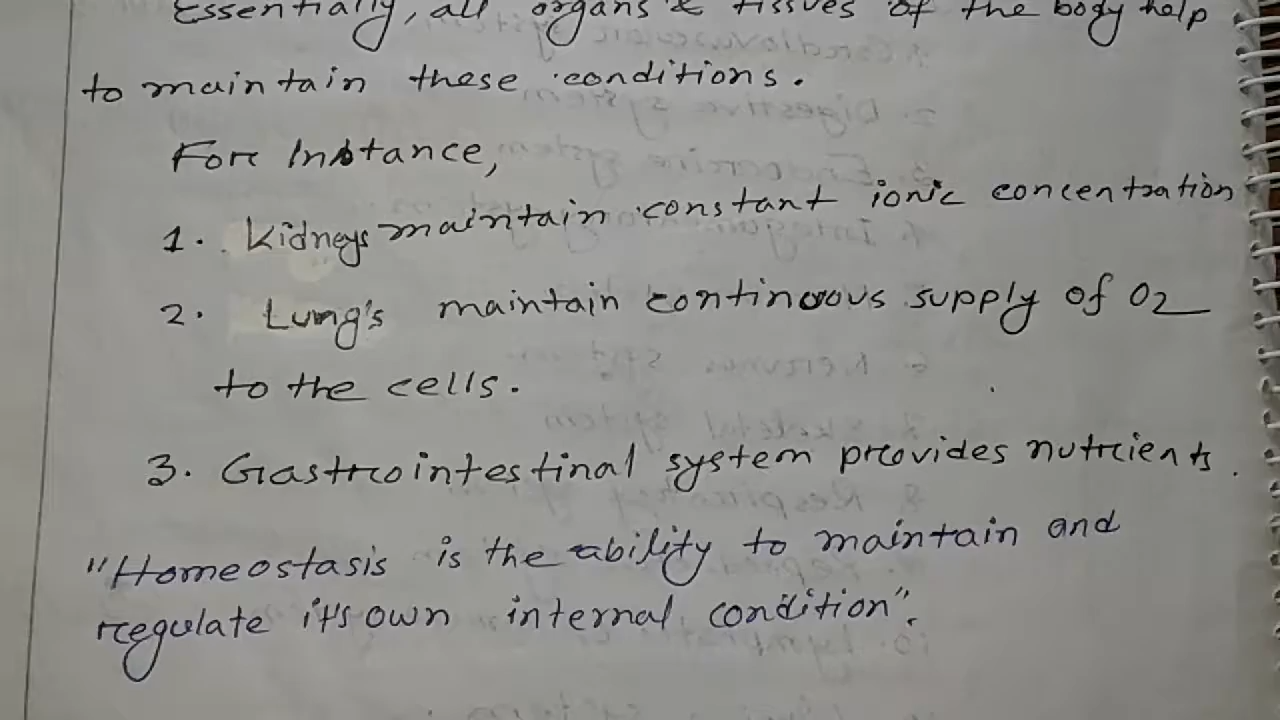 Essentially, all organs & tissues of the body help
to maintain these conditions.
For Instance,
1. Kidneys maintain constant ionic concentration
2. Lung's maintain continuous supply of O2
to the cells.
3. Gastrointestinal system provides nutrients.
"Homeostasis is the ability to maintain and
regulate it's own internal condition".